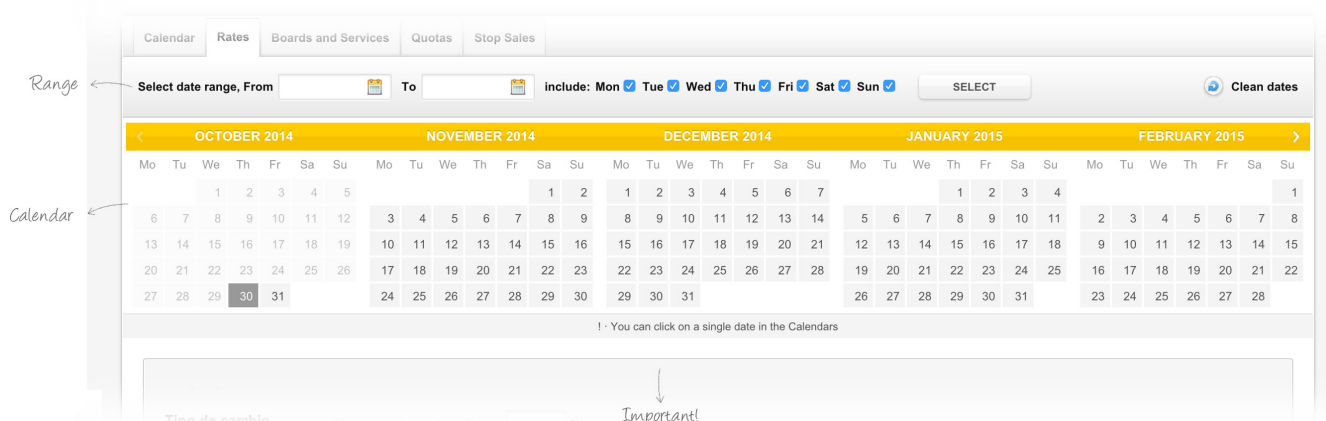 Calendar Rates Boards and Services Quotas Stop Sales
Range
Select date range, From To include: Mon Tue Wed Thu Fri Sat Sun SELECT Clean dates
OCTOBER 2014 NOVEMBER 2014 DECEMBER 2014 JANUARY 2015 FEBRUARY 2015
Mo Tu We Th Fr Sa Su Mo Tu We Th Fr Sa Su Mo Tu We Th Fr Sa Su Mo Tu We Th Fr Sa Su Mo Tu We Th Fr Sa Su
1 2 3 4 5 1 2 1 2 3 4 5 6 7 1 2 3 4 1
Calendar
6 7 8 9 10 11 12 3 4 5 6 7 8 9 8 9 10 11 12 13 14 5 6 7 8 9 10 11 2 3 4 5 6 7 8
13 14 15 16 17 18 19 10 11 12 13 14 15 16 15 16 17 18 19 20 21 12 13 14 15 16 17 18 9 10 11 12 13 14 15
20 21 22 23 24 25 26 17 18 19 20 21 22 23 22 23 24 25 26 27 28 19 20 21 22 23 24 25 16 17 18 19 20 21 22
27 28 29 30 31 24 25 26 27 28 29 30 29 30 31 26 27 28 29 30 31 23 24 25 26 27 28
! · You can click on a single date in the Calendars
Important!
Tipo de cambio